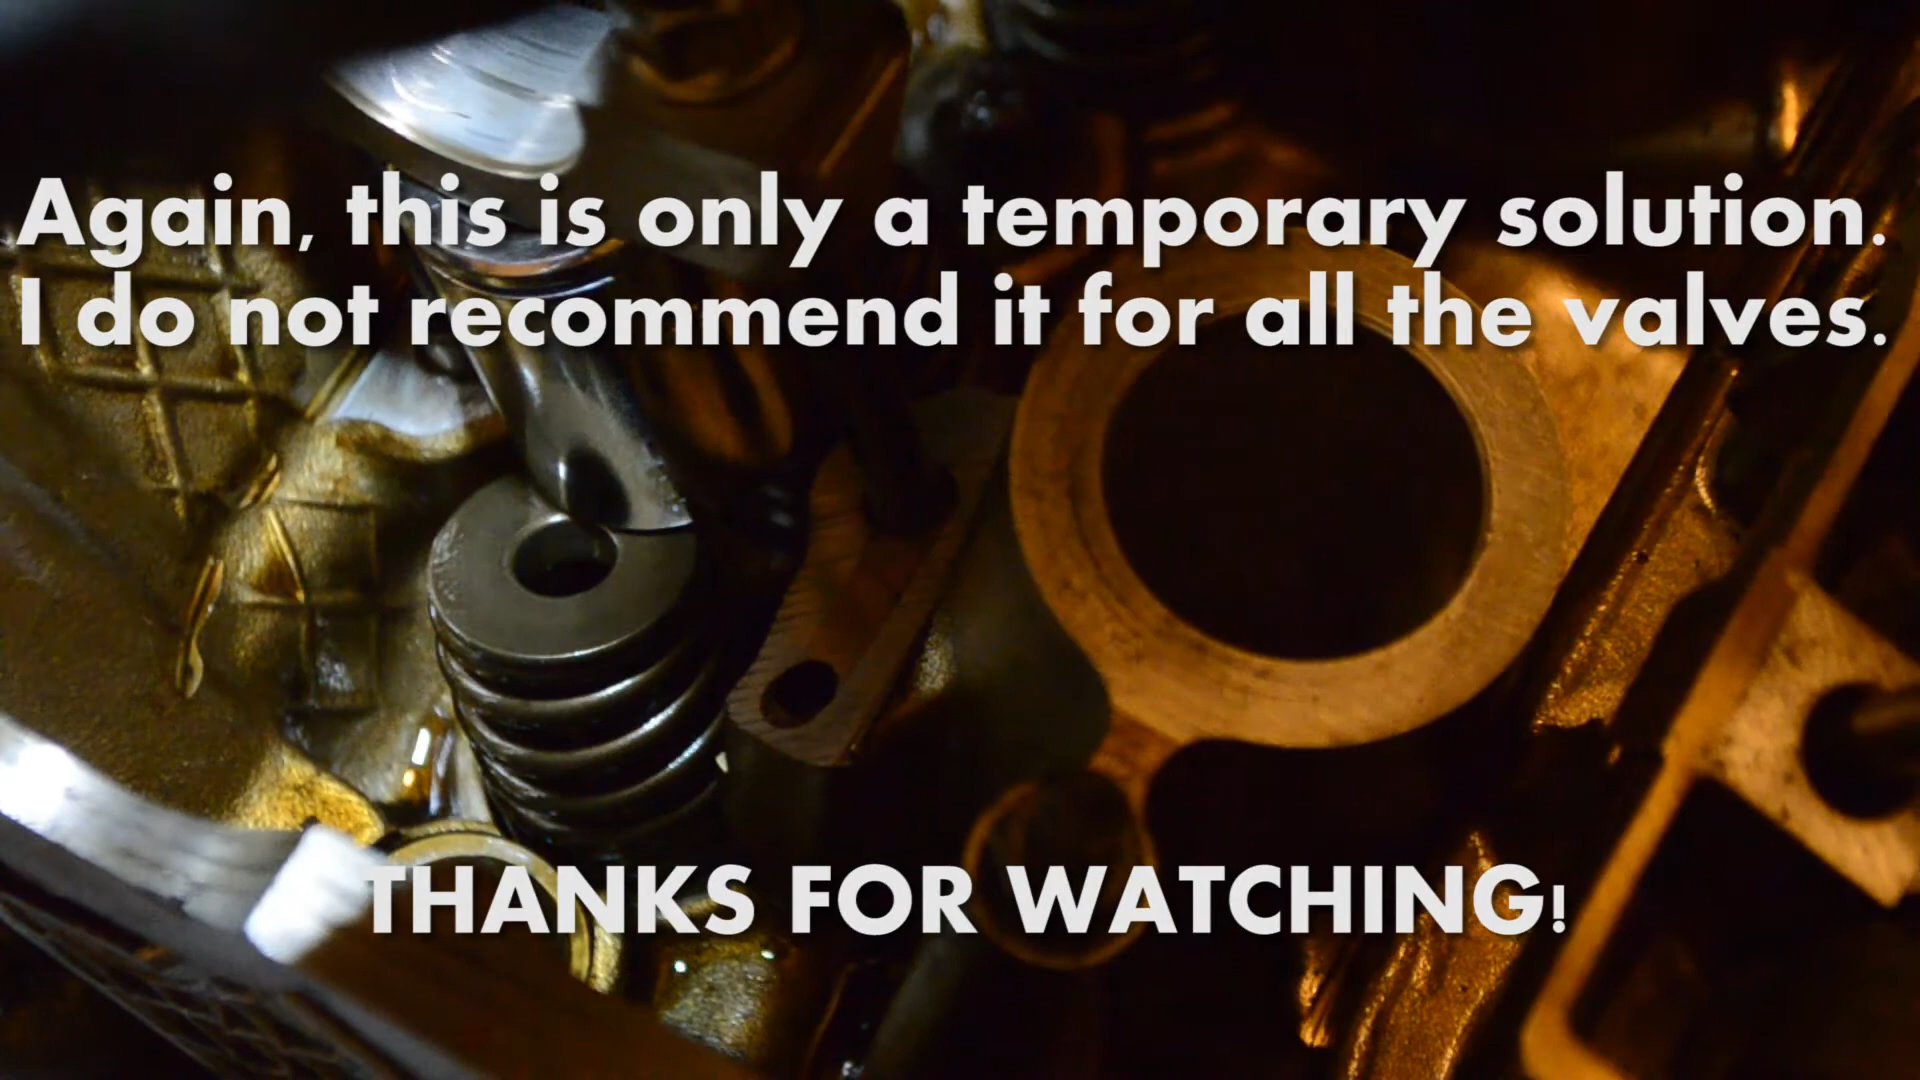 Again, this is only a temporary solution.
I do not recommend it for all the valves.
THANKS FOR WATCHING!